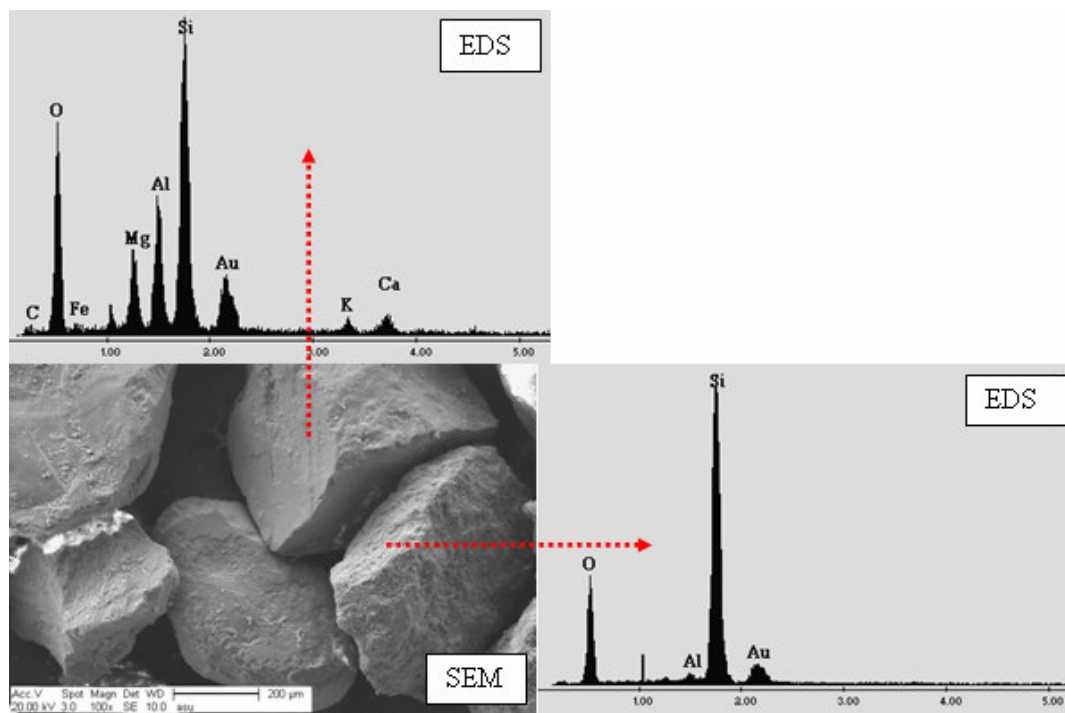 EDS
Si
O
Al
Mg
Au
Ca
K
C
Fe
1.00 2.00 3.00 4.00 5.00
EDS
Si
O
Al
Au
1.00 2.00 3.00 4.00 5.00
SEM
Acc.V Spot Magn Det WD 200 µm
20.00 kV 3.0 100x SE 10.0 asu